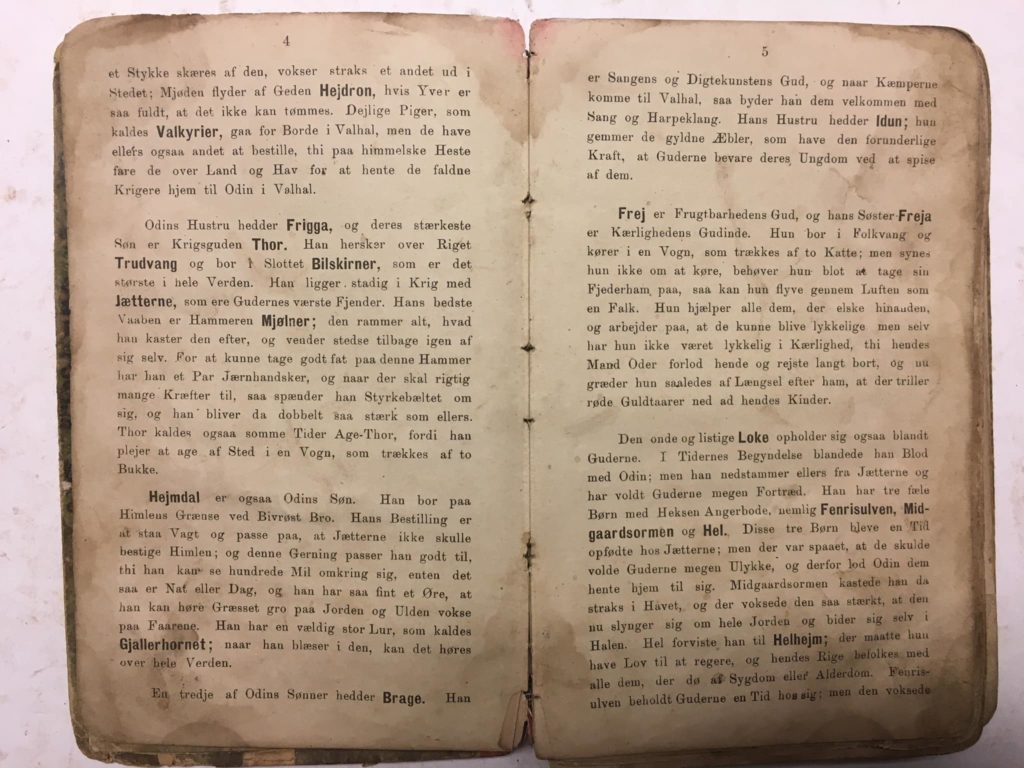 4
et Stykke skæres af den, vokser straks et andet ud i
Stedet; Mjøden flyder af Geden Hejdron, hvis Yver er
saa fuldt, at det ikke kan tømmes. Dejlige Piger, som
kaldes Valkyrier, gaa for Borde i Valhal, men de have
ellers ogsaa andet at bestille, thi paa himmelske Heste
fare de over Land og Hav for at hente de faldne
Krigere hjem til Odin i Valhal.
Odins Hustru hedder Frigga, og deres stærkeste
Søn er Krigsguden Thor. Han hersker over Riget
Trudvang og bor i Slottet Bilskirner, som er det
største i hele Verden. Han ligger stadig i Krig med
Jætterne, som ere Gudernes værste Fjender. Hans bedste
Vaaben er Hammeren Mjølner; den rammer alt, hvad
han kaster den efter, og vender stedse tilbage igen af
sig selv. For at kunne tage godt fat paa denne Hammer
har han et Par Jærnhandsker, og naar der skal rigtig
mange Kræfter til, saa spænder han Styrkebæltet om
sig, og han bliver da dobbelt saa stærk som ellers.
Thor kaldes ogsaa somme Tider Age-Thor, fordi han
plejer at age af Sted i en Vogn, som trækkes af to
Bukke.
Hejmdal er ogsaa Odins Søn. Han bor paa
Himlens Grænse ved Bivrøst Bro. Hans Bestilling er
at staa Vagt og passe paa, at Jætterne ikke skulle
bestige Himlen; og denne Gerning passer han godt til,
thi han kan se hundrede Mil omkring sig, enten det
saa er Nat eller Dag, og han har saa fint et Øre, at
han kan høre Græsset gro paa Jorden og Ulden vokse
paa Faarene. Han har en vældig stor Lur, som kaldes
Gjallerhornet; naar han blæser i den, kan det høres
over hele Verden.
En tredje af Odins Sønner hedder Brage. Han
5
er Sangens og Digtekunstens Gud, og naar Kæmperne
komme til Valhal, saa byder han dem velkommen med
Sang og Harpeklang. Hans Hustru hedder Idun; hun
gemmer de gyldne Æbler, som have den forunderlige
Kraft, at Guderne bevare deres Ungdom ved at spise
af dem.
Frej er Frugtbarhedens Gud, og hans Søster Freja
er Kærlighedens Gudinde. Hun bor i Folkvang og
kører i en Vogn, som trækkes af to Katte; men synes
hun ikke om at køre, behøver hun blot at tage sin
Fjederham paa, saa kan hun flyve gennem Luften som
en Falk. Hun hjælper alle dem, der elske hinanden,
og arbejder paa, at de kunne blive lykkelige men selv
har hun ikke været lykkelig i Kærlighed, thi hendes
Mand Oder forlod hende og rejste langt bort, og nu
græder hun saaledes af Længsel efter ham, at der triller
røde Guldtaarer ned ad hendes Kinder.
Den onde og listige Loke opholder sig ogsaa blandt
Guderne. I Tidernes Begyndelse blandede han Blod
med Odin; men han nedstammer ellers fra Jætterne og
har voldt Guderne megen Fortræd. Han har tre fæle
Børn med Heksen Angerbode, nemlig Fenrisulven, Mid-
gaardsormen og Hel. Disse tre Børn bleve en Tid
opfødte hos Jætterne; men der var spaaet, at de skulde
volde Guderne megen Ulykke, og derfor lod Odin dem
hente hjem til sig. Midgaardsormen kastede han da
straks i Havet, og der voksede den saa stærkt, at den
nu slynger sig om hele Jorden og bider sig selv i
Halen. Hel forviste han til Helhejm; der maatte hun
have Lov til at regere, og hendes Rige befolkes med
alle dem, der dø af Sygdom eller Alderdom. Fenris-
ulven beholdt Guderne en Tid hos sig; men den voksede